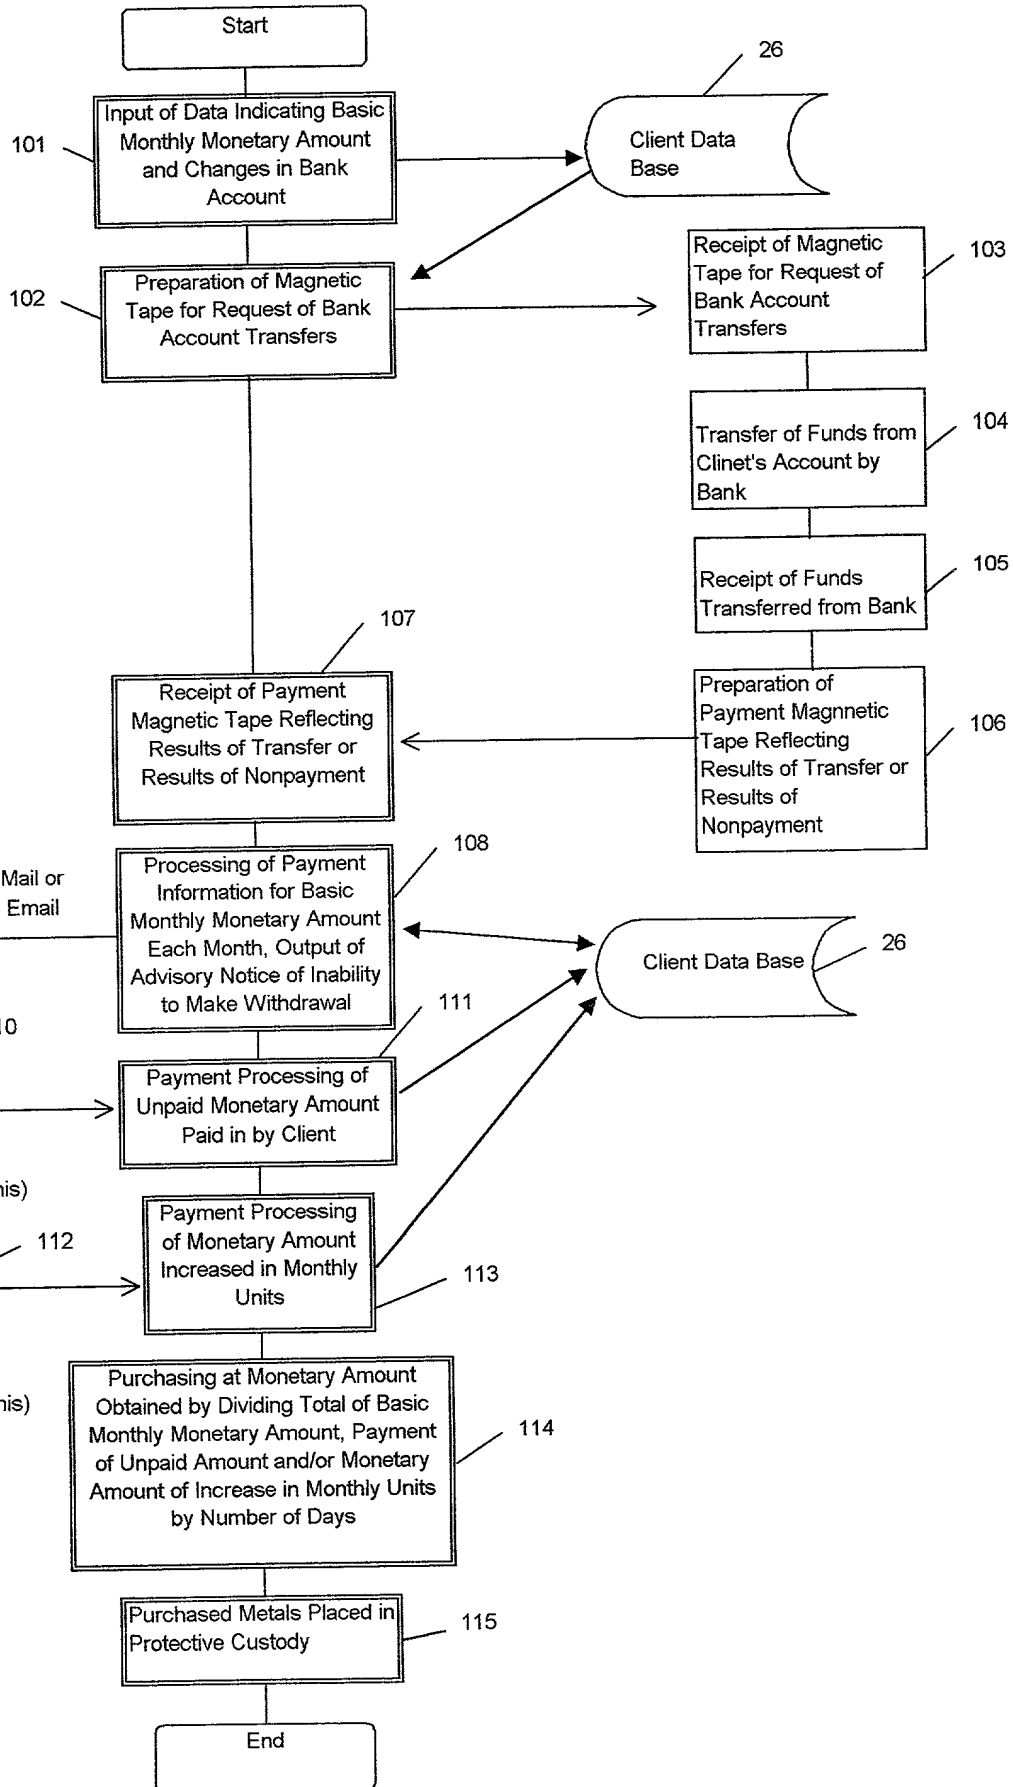 Start
26
101
Input of Data Indicating Basic
Monthly Monetary Amount
and Changes in Bank
Account
Client Data
Base
102
Preparation of Magnetic
Tape for Request of Bank
Account Transfers
Receipt of Magnetic
Tape for Request of
Bank Account
Transfers
103
Transfer of Funds from
Clinet's Account by
Bank
104
Receipt of Funds
Transferred from Bank
105
107
Receipt of Payment
Magnetic Tape Reflecting
Results of Transfer or
Results of Nonpayment
Preparation of
Payment Magnnetic
Tape Reflecting
Results of Transfer or
Results of
Nonpayment
106
108
Mail or
Email
Processing of Payment
Information for Basic
Monthly Monetary Amount
Each Month, Output of
Advisory Notice of Inability
to Make Withdrawal
Client Data Base
26
10
111
Payment Processing of
Unpaid Monetary Amount
Paid in by Client
nis)
112
Payment Processing
of Monetary Amount
Increased in Monthly
Units
113
nis)
Purchasing at Monetary Amount
Obtained by Dividing Total of Basic
Monthly Monetary Amount, Payment
of Unpaid Amount and/or Monetary
Amount of Increase in Monthly Units
by Number of Days
114
Purchased Metals Placed in
Protective Custody
115
End